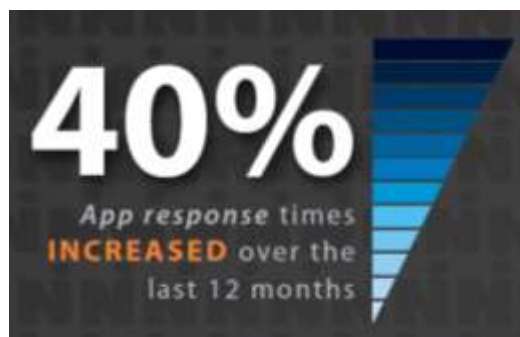 40%
App response times
INCREASED over the
last 12 months